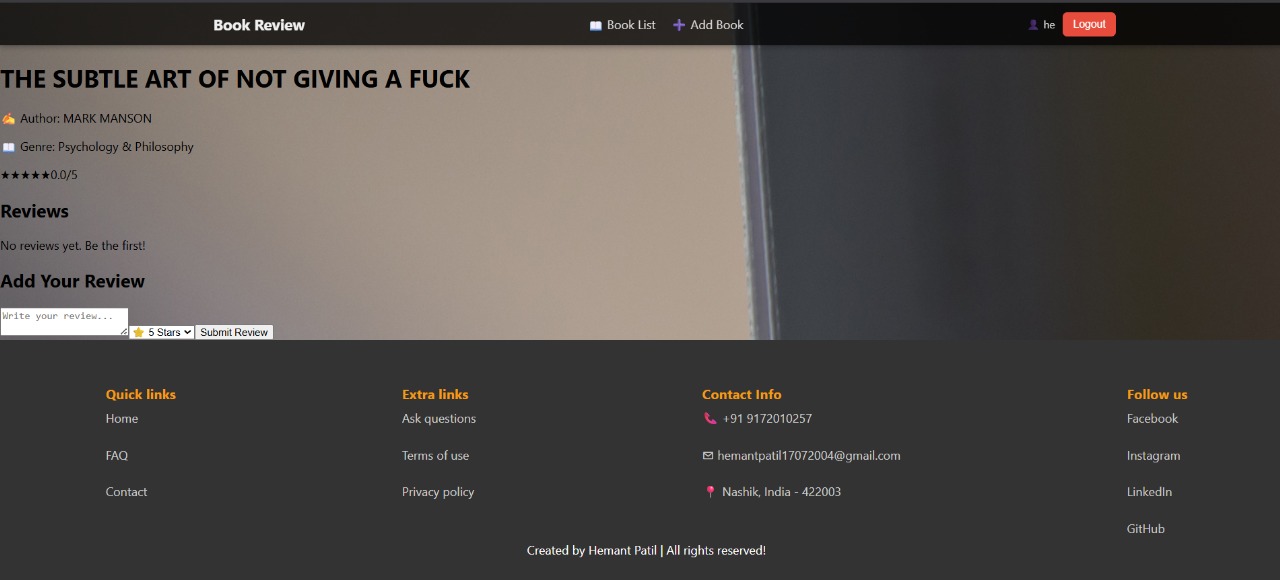 Book Review
📖 Book List ➕ Add Book
👤 he Logout
THE SUBTLE ART OF NOT GIVING A FUCK
✍ Author: MARK MANSON
📖 Genre: Psychology & Philosophy
★★★★★0.0/5
Reviews
No reviews yet. Be the first!
Add Your Review
Write your review...
⭐ 5 Stars
Submit Review
Quick links
Home
FAQ
Contact
Extra links
Ask questions
Terms of use
Privacy policy
Contact Info
📞 +91 9172010257
✉ hemantpatil17072004@gmail.com
📍 Nashik, India - 422003
Follow us
Facebook
Instagram
LinkedIn
GitHub
Created by Hemant Patil | All rights reserved!